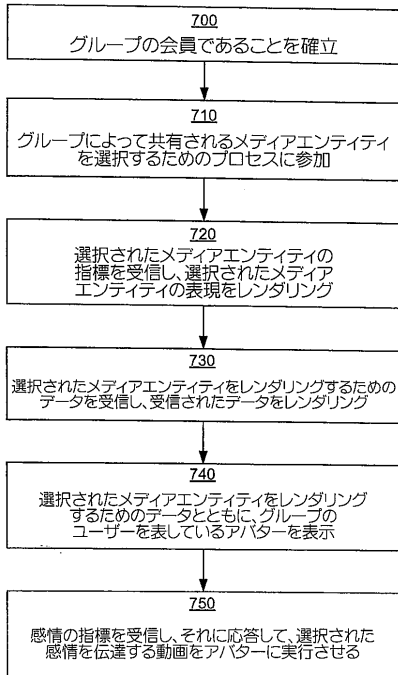 700
グループの会員であることを確立
710
グループによって共有されるメディアエンティティ
を選択するためのプロセスに参加
720
選択されたメディアエンティティの
指標を受信し、選択されたメディア
エンティティの表現をレンダリング
730
選択されたメディアエンティティをレンダリングするための
データを受信し、受信されたデータをレンダリング
740
選択されたメディアエンティティをレンダリング
するためのデータとともに、グループの
ユーザーを表しているアバターを表示
750
感情の指標を受信し、それに応答して、選択された
感情を伝達する動画をアバターに実行させる